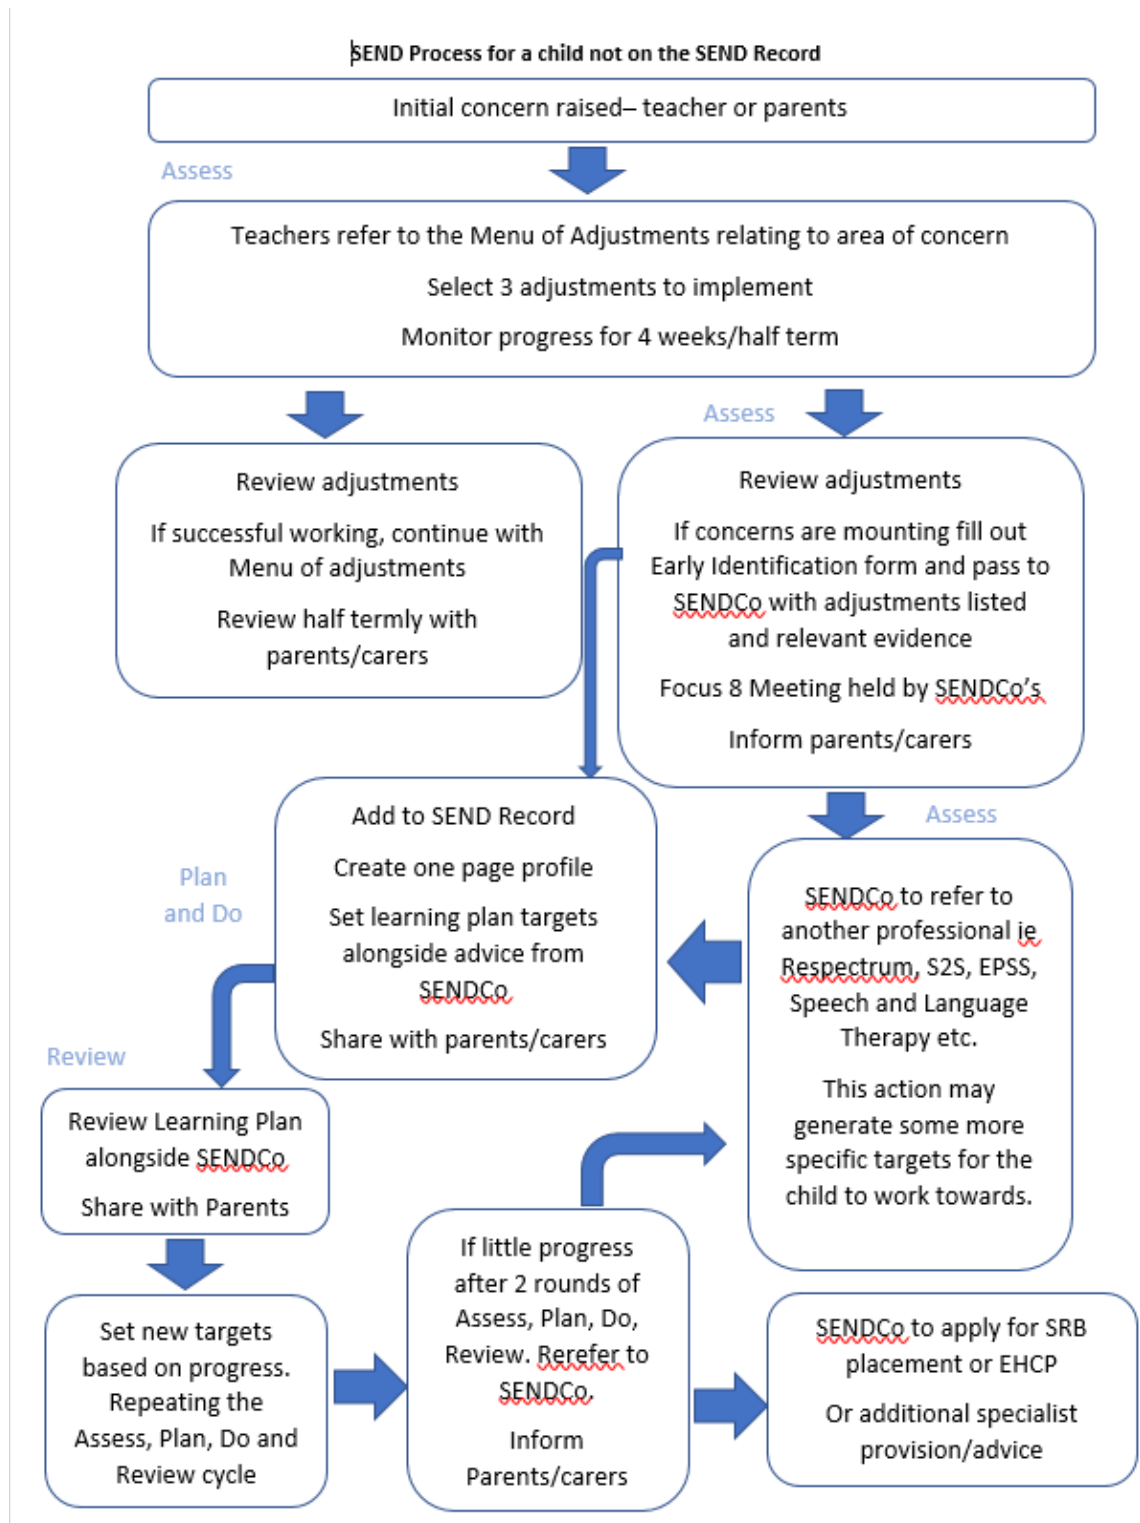 SEND Process for a child not on the SEND Record
Initial concern raised– teacher or parents
Assess
Teachers refer to the Menu of Adjustments relating to area of concern
Select 3 adjustments to implement
Monitor progress for 4 weeks/half term
Review adjustments
If successful working, continue with
Menu of adjustments
Review half termly with
parents/carers
Assess
Review adjustments
If concerns are mounting fill out
Early Identification form and pass to
SENDCo with adjustments listed
and relevant evidence
Focus 8 Meeting held by SENDCo's
Inform parents/carers
Assess
SENDCo to refer to
another professional ie
Respectrum, S2S, EPSS,
Speech and Language
Therapy etc.
This action may
generate some more
specific targets for the
child to work towards.
Plan
and Do
Add to SEND Record
Create one page profile
Set learning plan targets
alongside advice from
SENDCo
Share with parents/carers
Review
Review Learning Plan
alongside SENDCo
Share with Parents
Set new targets
based on progress.
Repeating the
Assess, Plan, Do and
Review cycle
If little progress
after 2 rounds of
Assess, Plan, Do,
Review. Rerefer to
SENDCo.
Inform
Parents/carers
SENDCo to apply for SRB
placement or EHCP
Or additional specialist
provision/advice